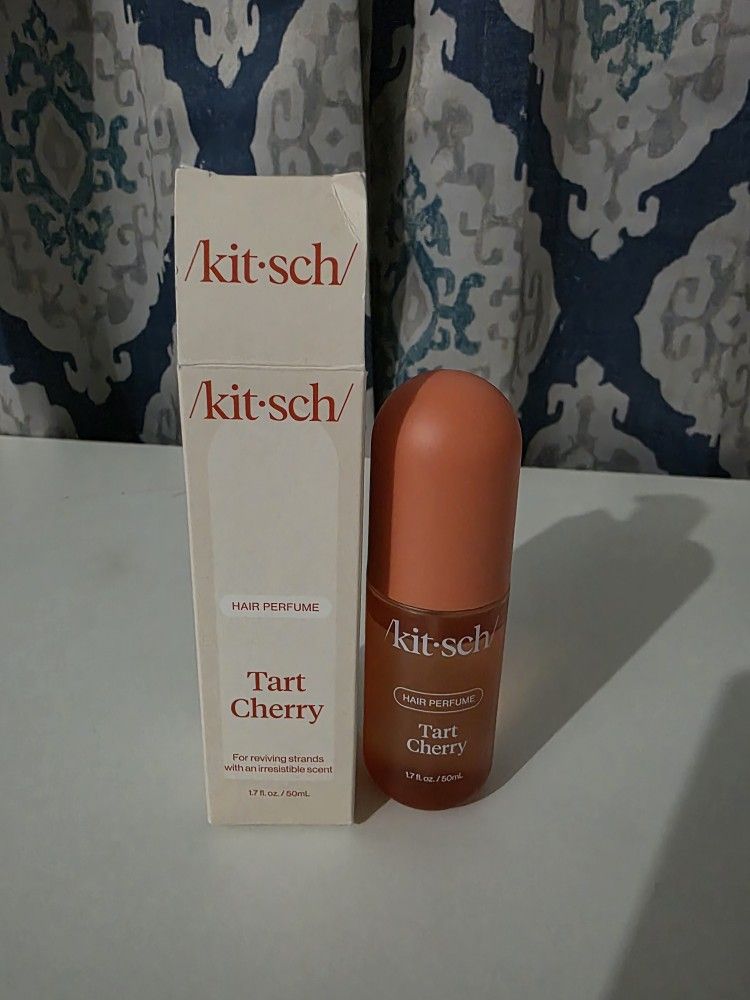 /kit·sch/
/kit·sch/
HAIR PERFUME
Tart
Cherry
For reviving strands
with an irresistible scent
1.7 fl. oz. / 50mL
/kit·sch/
HAIR PERFUME
Tart
Cherry
1.7 fl. oz. / 50mL